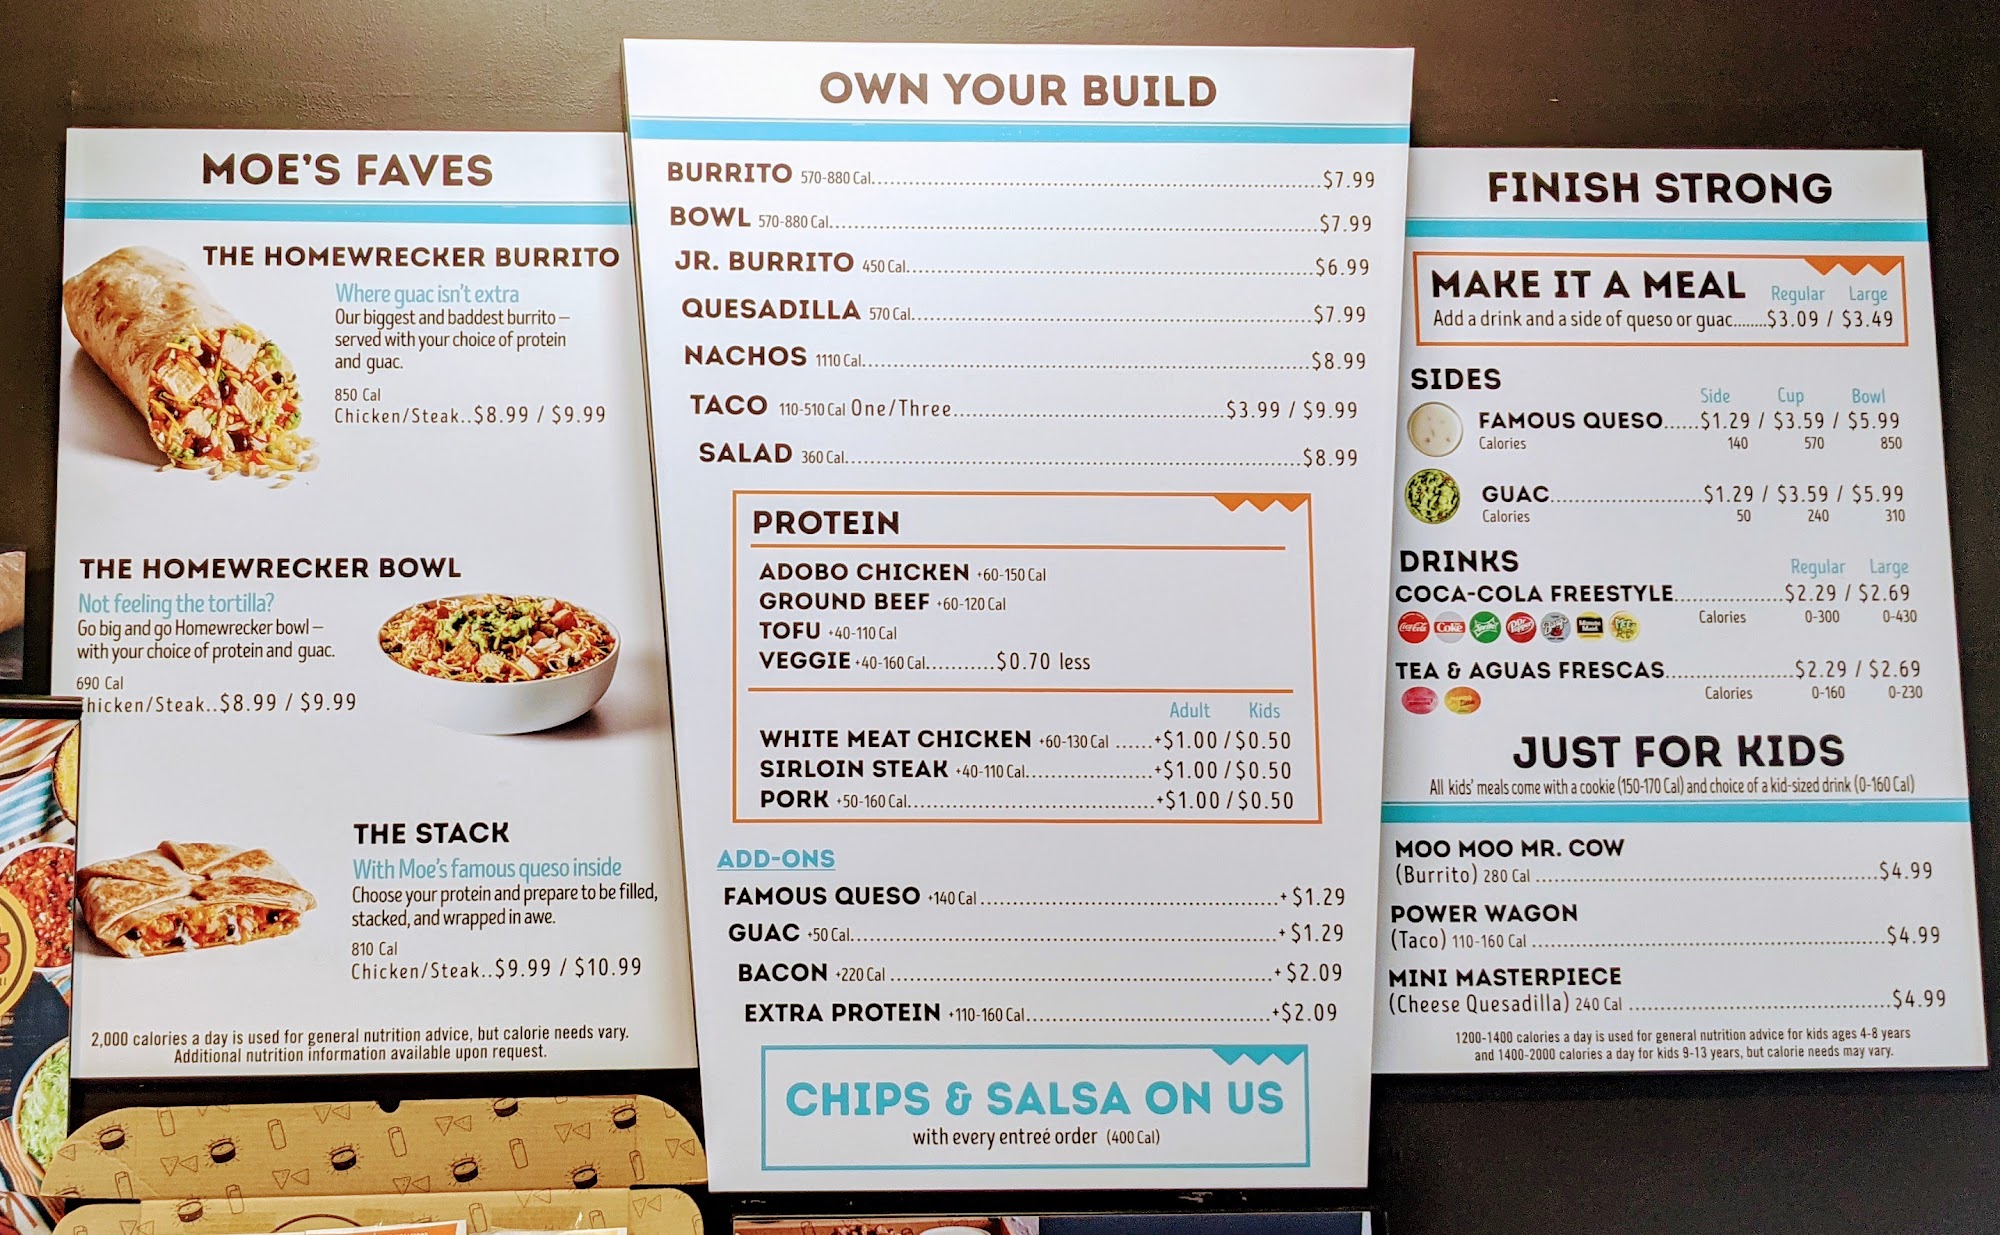 MOE'S FAVES
THE HOMEWRECKER BURRITO
Where guac isn't extra
Our biggest and baddest burrito –
served with your choice of protein
and guac.
850 Cal
Chicken/Steak..$8.99 / $9.99
THE HOMEWRECKER BOWL
Not feeling the tortilla?
Go big and go Homewrecker bowl –
with your choice of protein and guac.
690 Cal
hicken/Steak..$8.99 / $9.99
THE STACK
With Moe's famous queso inside
Choose your protein and prepare to be filled,
stacked, and wrapped in awe.
810 Cal
Chicken/Steak..$9.99 / $10.99
2,000 calories a day is used for general nutrition advice, but calorie needs vary.
Additional nutrition information available upon request.
OWN YOUR BUILD
BURRITO 570-880 Cal. $7.99
BOWL 570-880 Cal. $7.99
JR. BURRITO 450 Cal. $6.99
QUESADILLA 570 Cal. $7.99
NACHOS 1110 Cal. $8.99
TACO 110-510 Cal One/Three $3.99 / $9.99
SALAD 360 Cal. $8.99
PROTEIN
ADOBO CHICKEN +60-150 Cal
GROUND BEEF +60-120 Cal
TOFU +40-110 Cal
VEGGIE +40-160 Cal. $0.70 less
Adult Kids
WHITE MEAT CHICKEN +60-130 Cal +$1.00 / $0.50
SIRLOIN STEAK +40-110 Cal. +$1.00 / $0.50
PORK +50-160 Cal. +$1.00 / $0.50
ADD-ONS
FAMOUS QUESO +140 Cal + $1.29
GUAC +50 Cal. + $1.29
BACON +220 Cal + $2.09
EXTRA PROTEIN +110-160 Cal. +$2.09
CHIPS & SALSA ON US
with every entreé order (400 Cal)
FINISH STRONG
MAKE IT A MEAL Regular Large
Add a drink and a side of queso or guac $3.09 / $3.49
SIDES
Side Cup Bowl
FAMOUS QUESO $1.29 / $3.59 / $5.99
Calories 140 570 850
GUAC $1.29 / $3.59 / $5.99
Calories 50 240 310
DRINKS
Regular Large
COCA-COLA FREESTYLE $2.29 / $2.69
Calories 0-300 0-430
Coca-Cola Coke Sprite Dr Pepper
TEA & AGUAS FRESCAS $2.29 / $2.69
Calories 0-160 0-230
JUST FOR KIDS
All kids' meals come with a cookie (150-170 Cal) and choice of a kid-sized drink (0-160 Cal)
MOO MOO MR. COW
(Burrito) 280 Cal $4.99
POWER WAGON
(Taco) 110-160 Cal $4.99
MINI MASTERPIECE
(Cheese Quesadilla) 240 Cal $4.99
1200-1400 calories a day is used for general nutrition advice for kids ages 4-8 years
and 1400-2000 calories a day for kids 9-13 years, but calorie needs may vary.